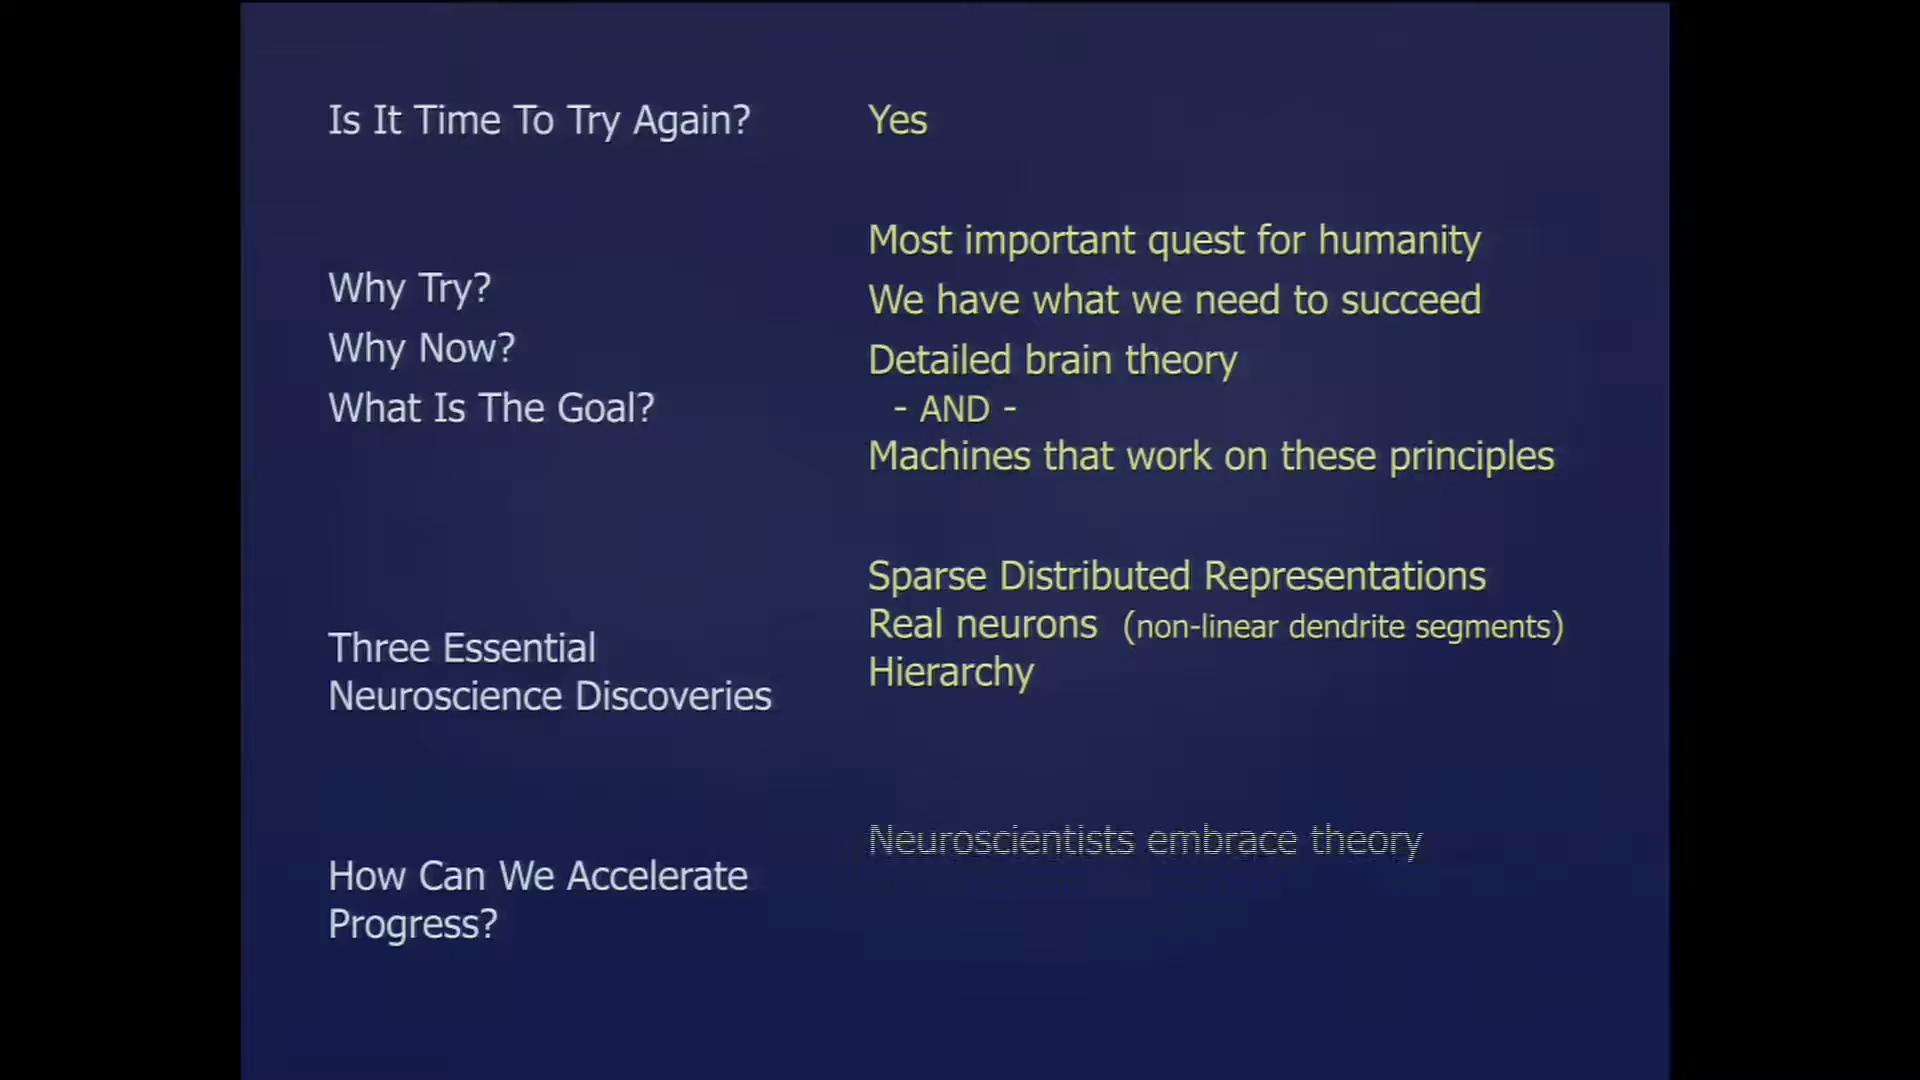 Is It Time To Try Again?
Yes
Why Try?
Why Now?
What Is The Goal?
Most important quest for humanity
We have what we need to succeed
Detailed brain theory
- AND -
Machines that work on these principles
Three Essential
Neuroscience Discoveries
Sparse Distributed Representations
Real neurons (non-linear dendrite segments)
Hierarchy
How Can We Accelerate
Progress?
Neuroscientists embrace theory